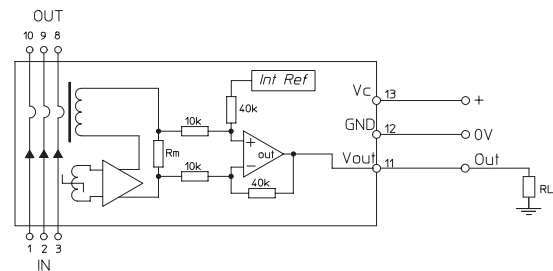 OUT
10 9 8
Int Ref
Vc 13 +
40k
10k
GND 12 0V
+
out
Rm
Vout 11 Out
10k
-
40k
RL
1 2 3
IN